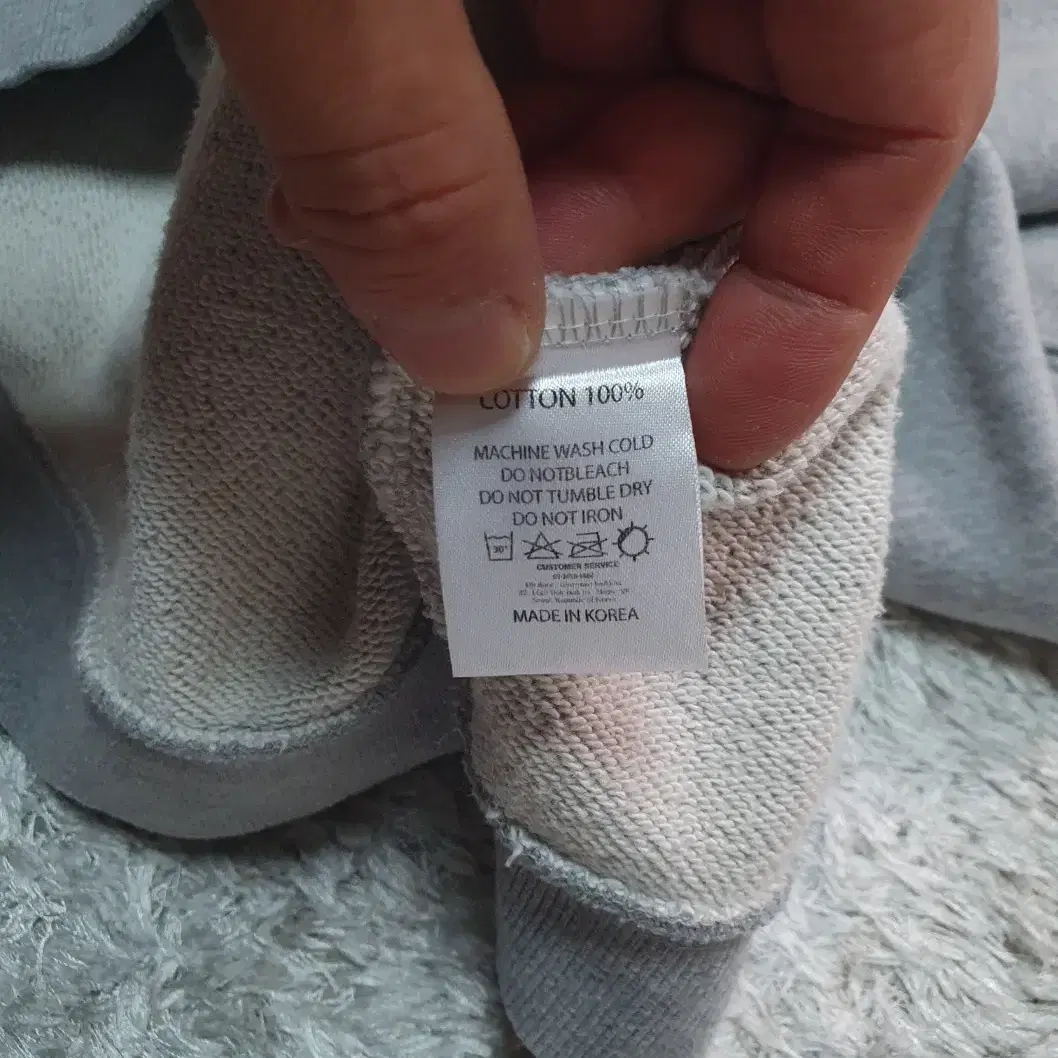 COTTON 100%
MACHINE WASH COLD
DO NOTBLEACH
DO NOT TUMBLE DRY
DO NOT IRON
30°
CUSTOMER SERVICE
MADE IN KOREA